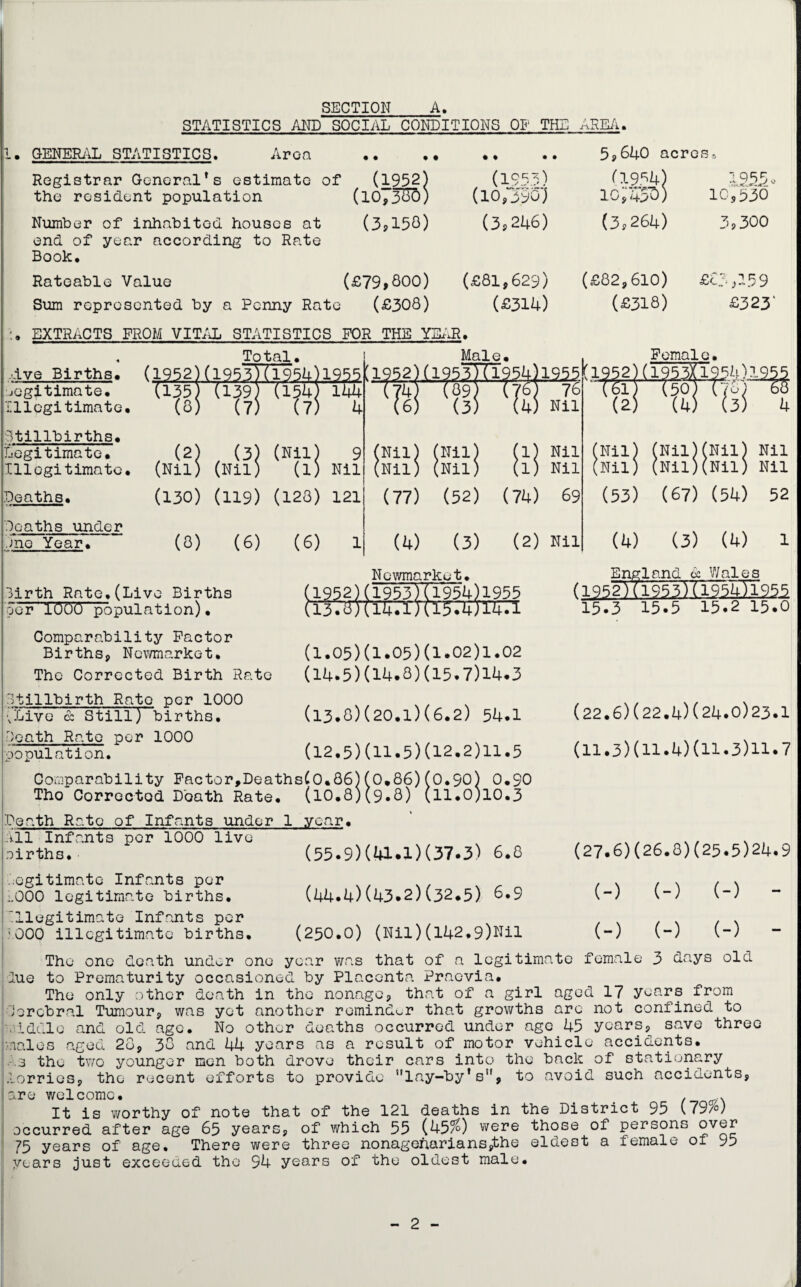 SECTION A.
STATISTICS AND SOCIAL CONDITIONS OF THE AREA.
1. GENERAL STATISTICS. Area .. .. .. .. 5,640 acres.
Registrar General's estimate of (1952) (1953) (1954) 1955.
the resident population (10,380) (10,390) 10,450) 10,530
Number of inhabited houses at (3,158) (3,246) (3,264) 3,300
end of year according to Rate
Book.
Rateable Value (£79,800) (£81,629) (£82,610) ,159
Sum represented by a Penny Rate (£308) (£314) (£318) £323
EXTRACTS FROM VITAL STATISTICS FOR THE YEAR.
Total. Male. Female.
Live Births. (1952)(1953)(1954)1955 (1952)(1953)(1954)1955 (1952)(1953)(1954)1955
Legitimate. (135) (139) (154) 144 (74) (89) (76) 76 (61) (50) (78) 68
Illegitimate. (8) (7) (7) 4 (6) (3) (4) Nil (2) (4) (3) 4
Stillbirths.
Legitimate. (2) (3) (Nil) 9 (Nil) (Nil) (1) Nil (Nil) (Nil)(Nil) Nil
Illegitimate. (Nil) (Nil) (1) Nil (Nil) (Nil) (1) Nil (Nil) (Nil)(Nil) Nil
Deaths. (130) (119) (128) 121 (77) (52) (74) 69 (53) (67) (54) 52
Deaths under
One Year. (8) (6) (6) 1 (4) (3) (2) Nil (4) (3) (4) 1
Newmarket. England & Wales
Birth Rate.(Live Births (1952)(1953)(1954)1955 (1952)(1953)(1954)1955
per 1000 population). (13.8)(14.1)(15.4)14.1 15.3 15.5 15.2 15.0
Comparability Factor
Births, Newmarket. (1.05)(1.05)(1.02)1.02
The Corrected Birth Rate (14.5)(14.8)(15.7)14.3
Stillbirth Rate per 1000
(Live & Still) births. (13.8)(20.1)(6.2) 54.1 (22.6)(22.4)(24.0)23.1
Death Rate per 1000
population. (12.5)(11.5)(12.2)11.5 (11.3)(11.4)(11.3)11.7
Comparability Factor,Deaths(0.86)(0.86)(0.90) 0.90
The Corrected Death Rate. (10.8)(9.8) (11.0)10.3
Death Rate of Infants under 1 year.
All Infants per 1000 live
births. (55.9)(41.1)(37.3) 6.8 (27.6)(26.8)(25.5)24.9
Legitimate Infants per
1000 legitimate births. (44.4)(43.2)(32.5) 6.9 (-) (-) (-) -
Illegitimate Infants per
1000 illegitimate births. (250.0) (Nil)(142.9)Nil (-) (-) (-) -
The one death under one year was that of a legitimate female 3 days old
due to Prematurity occasioned by Placenta Praevia.
The only other death in the nonage, that of a girl aged 17 years from
Cerebral Tumour, was yet another reminder that growths are not confined to
middle and old age. No other deaths occurred under age 45 years, save three
males aged 28, 38 and 44 years as a result of motor vehicle accidents.
As the two younger men both drove their cars into the back of stationary
lorries, the recent efforts to provide "lay-by's", to avoid such accidents,
are welcome.
It is worthy of note that of the 121 deaths in the District 95 (79%)
occurred after age 65 years, of which 55 (45%) were those of persons over
75 years of age. There were three nonagenarians,the eldest a female of 95
years just exceeded the 94 years of the oldest male.
- 2 -